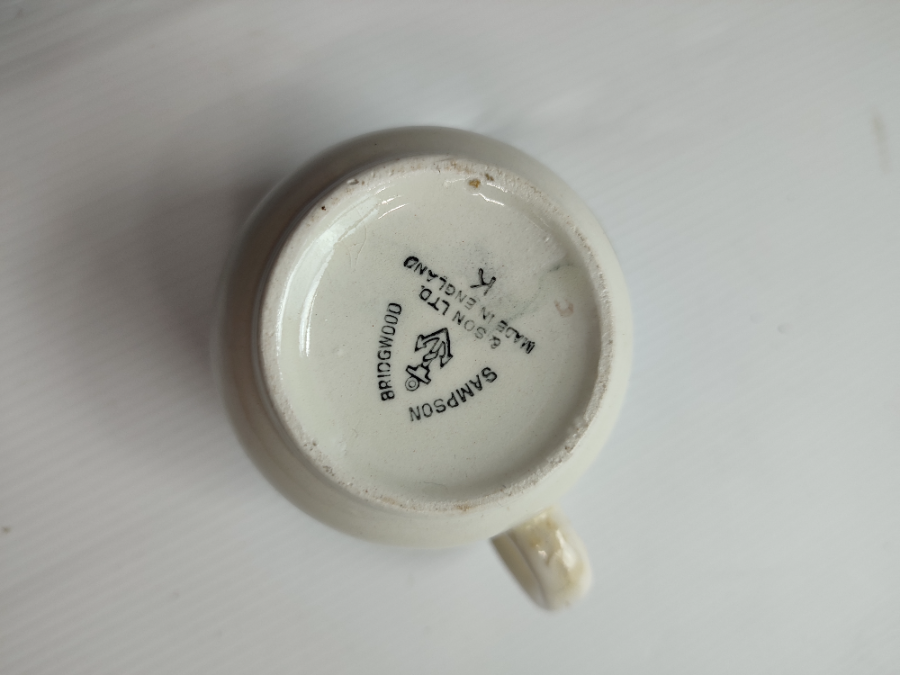 SAMPSON
BRIDGWOOD
& SON LTD.
MADE IN ENGLAND
K